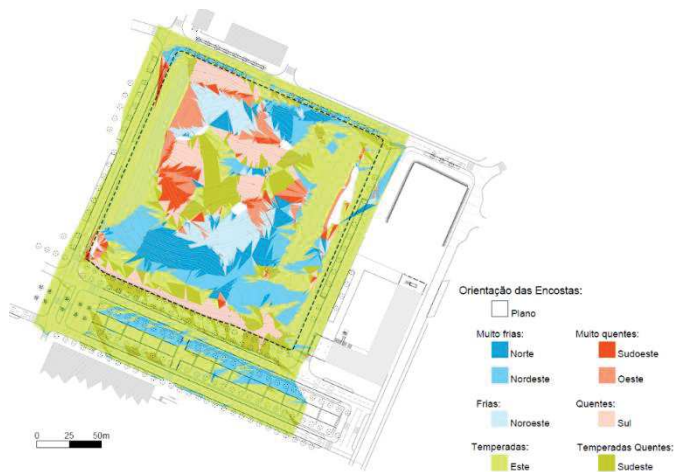 Orientação das Encostas:
Plano
Muito frias:
Muito quentes:
Norte
Sudoeste
Nordeste
Oeste
Frias:
Quentes:
Noroeste
Sul
Temperadas:
Temperadas Quentes:
Este
Sudeste
0 25 50m